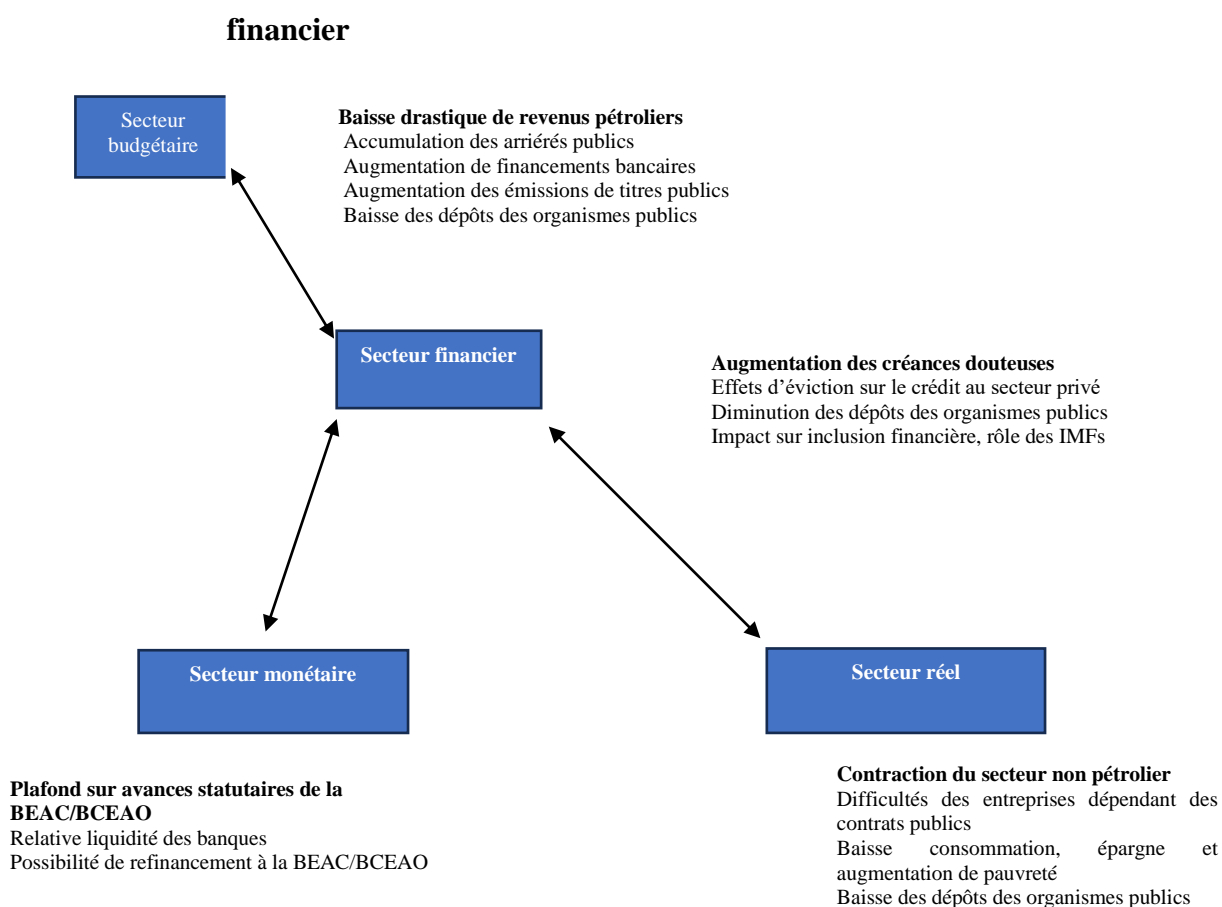 financier
Secteur
budgétaire
Baisse drastique de revenus pétroliers
Accumulation des arriérés publics
Augmentation de financements bancaires
Augmentation des émissions de titres publics
Baisse des dépôts des organismes publics
Secteur financier
Augmentation des créances douteuses
Effets d’éviction sur le crédit au secteur privé
Diminution des dépôts des organismes publics
Impact sur inclusion financière, rôle des IMFs
Secteur monétaire
Secteur réel
Plafond sur avances statutaires de la
BEAC/BCEAO
Relative liquidité des banques
Possibilité de refinancement à la BEAC/BCEAO
Contraction du secteur non pétrolier
Difficultés des entreprises dépendant des
contrats publics
Baisse consommation, épargne et
augmentation de pauvreté
Baisse des dépôts des organismes publics